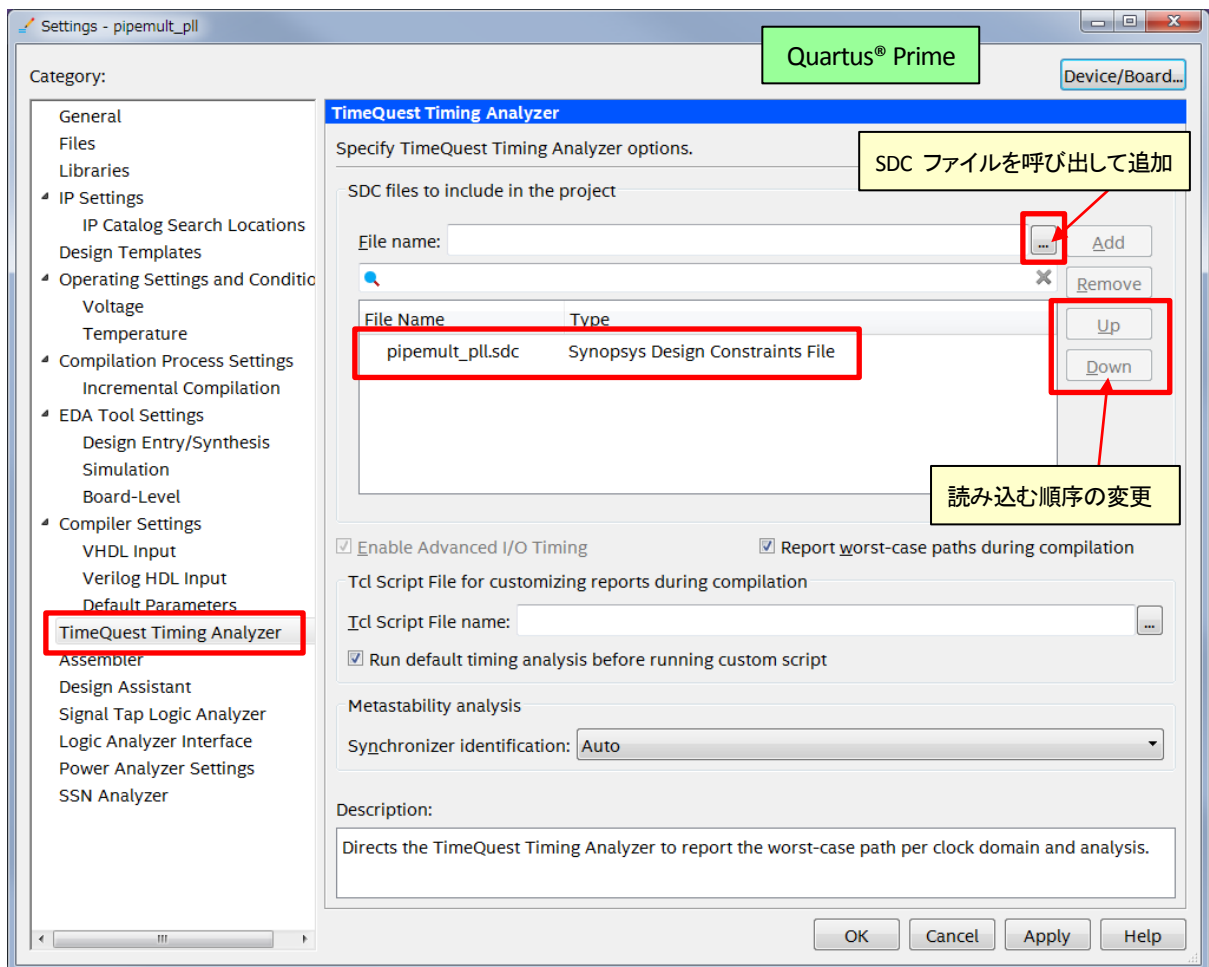 Settings - pipemult_pll
Quartus® Prime
Category:
Device/Board...
General
Files
Libraries
IP Settings
IP Catalog Search Locations
Design Templates
Operating Settings and Conditio
Voltage
Temperature
Compilation Process Settings
Incremental Compilation
EDA Tool Settings
Design Entry/Synthesis
Simulation
Board-Level
Compiler Settings
VHDL Input
Verilog HDL Input
Default Parameters
TimeQuest Timing Analyzer
Assembler
Design Assistant
Signal Tap Logic Analyzer
Logic Analyzer Interface
Power Analyzer Settings
SSN Analyzer
TimeQuest Timing Analyzer
Specify TimeQuest Timing Analyzer options.
SDC ファイルを呼び出して追加
SDC files to include in the project
File name:
...
Add
Remove
File Name Type
Up
pipemult_pll.sdc Synopsys Design Constraints File
Down
読み込む順序の変更
Enable Advanced I/O Timing
Report worst-case paths during compilation
Tcl Script File for customizing reports during compilation
Tcl Script File name:
...
Run default timing analysis before running custom script
Metastability analysis
Synchronizer identification: Auto
Description:
Directs the TimeQuest Timing Analyzer to report the worst-case path per clock domain and analysis.
OK
Cancel
Apply
Help